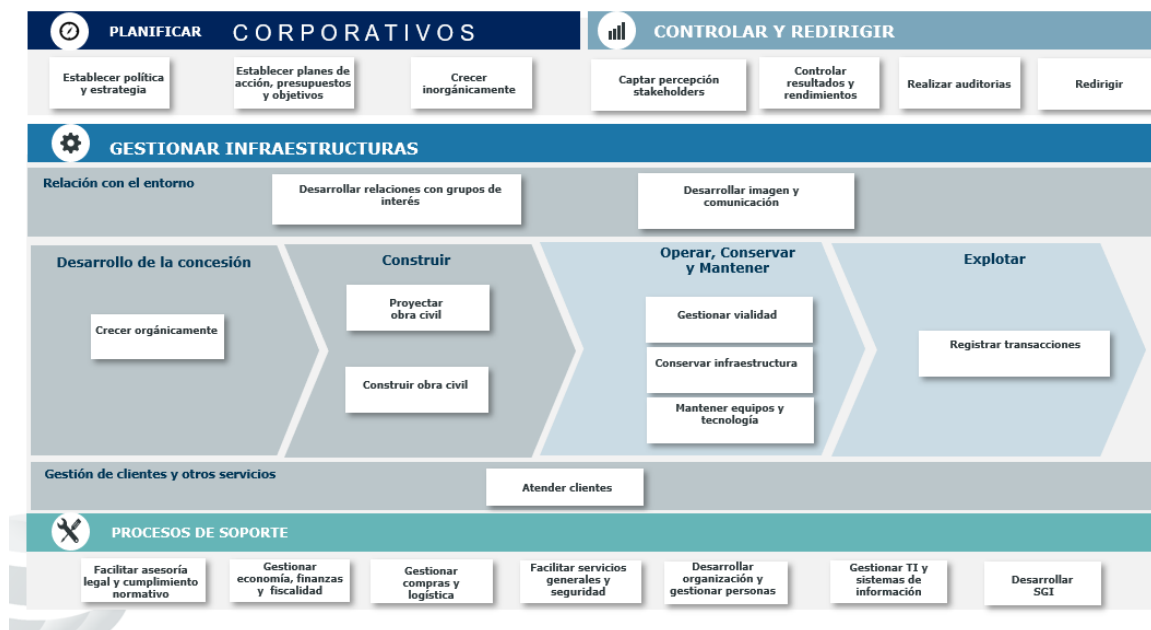 PLANIFICAR CORPORATIVOS
CONTROLAR Y REDIRIGIR
Establecer política
y estrategia
Establecer planes de
acción, presupuestos
y objetivos
Crecer
inorgánicamente
Captar percepción
stakeholders
Controlar
resultados y
rendimientos
Realizar auditorias
Redirigir
GESTIONAR INFRAESTRUCTURAS
Relación con el entorno
Desarrollar relaciones con grupos de
interés
Desarrollar imagen y
comunicación
Desarrollo de la concesión
Crecer orgánicamente
Construir
Proyectar
obra civil
Construir obra civil
Operar, Conservar
y Mantener
Gestionar vialidad
Conservar infraestructura
Mantener equipos y
tecnología
Explotar
Registrar transacciones
Gestión de clientes y otros servicios
Atender clientes
PROCESOS DE SOPORTE
Facilitar asesoría
legal y cumplimiento
normativo
Gestionar
economía, finanzas
y fiscalidad
Gestionar
compras y
logística
Facilitar servicios
generales y
seguridad
Desarrollar
organización y
gestionar personas
Gestionar TI y
sistemas de
información
Desarrollar
SGI